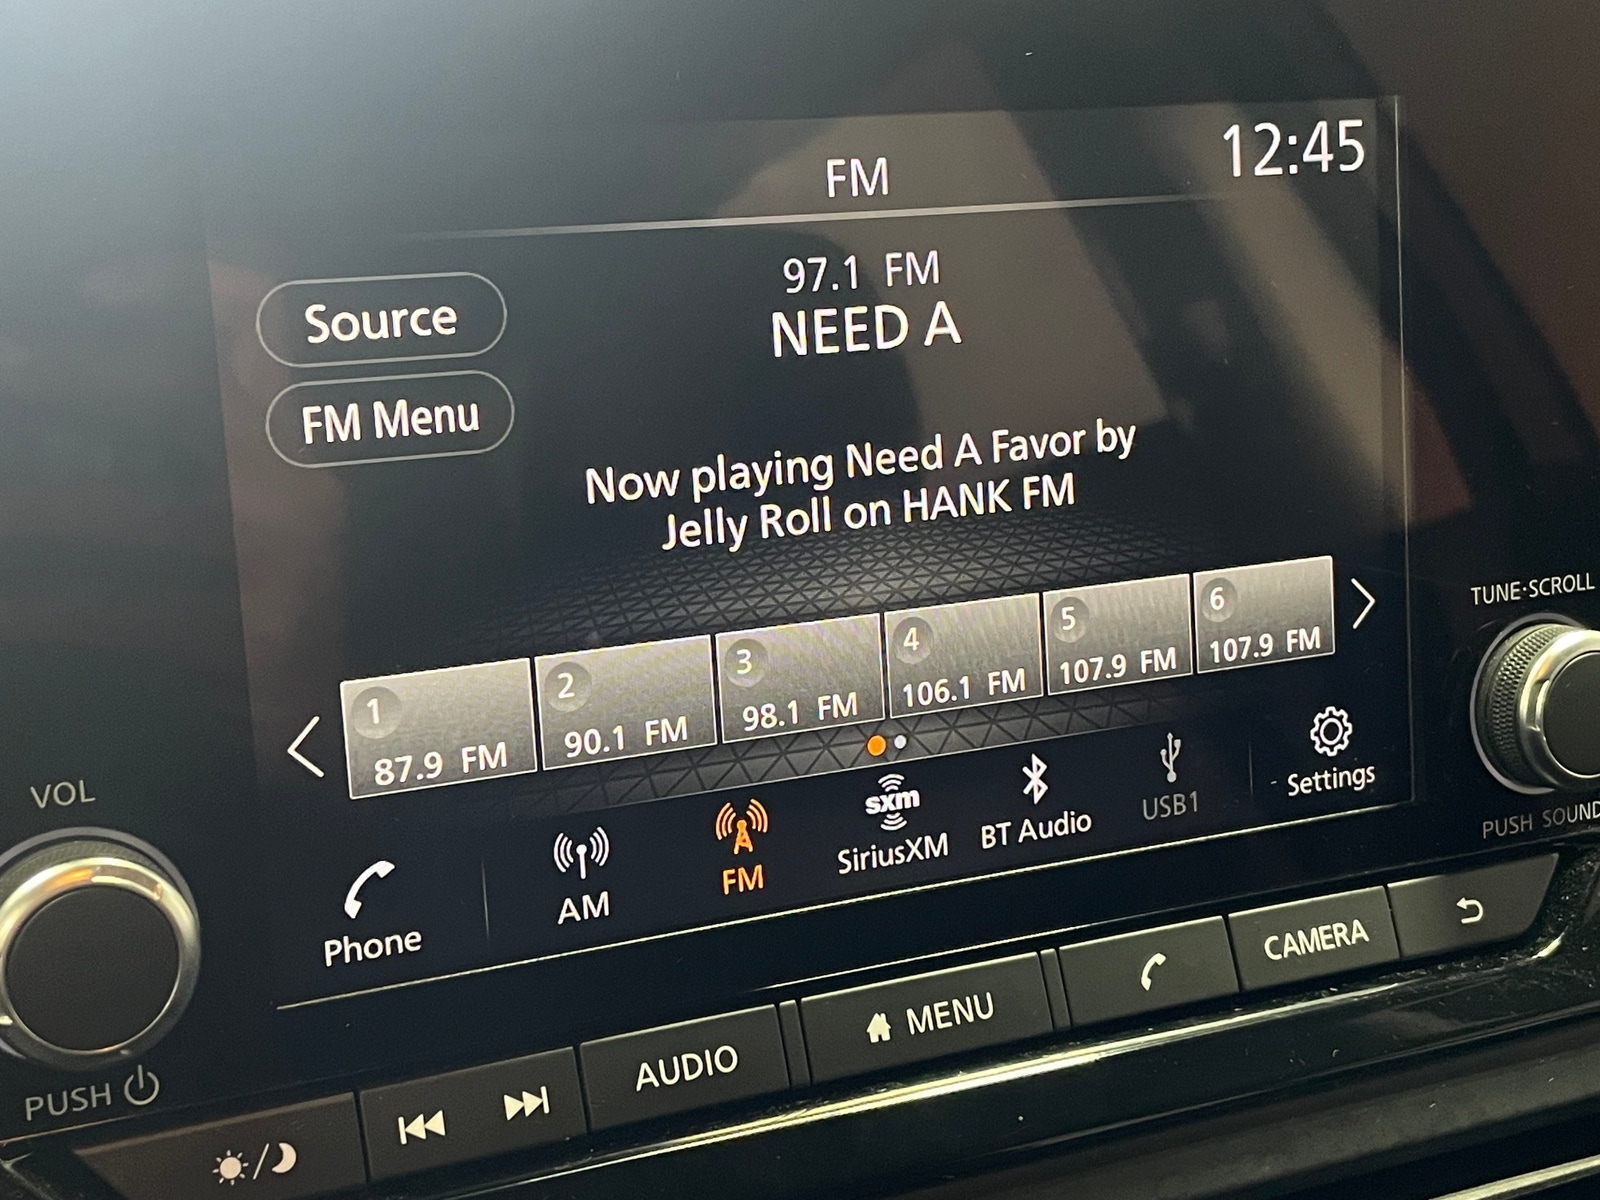 12:45
FM
97.1 FM
NEED A
Source
FM Menu
Now playing Need A Favor by
Jelly Roll on HANK FM
1
87.9 FM
2
90.1 FM
3
98.1 FM
4
106.1 FM
5
107.9 FM
6
107.9 FM
Phone
AM
FM
sxm
SiriusXM
BT Audio
USB1
Settings
VOL
PUSH
TUNE·SCROLL
PUSH SOUND
AUDIO
MENU
CAMERA